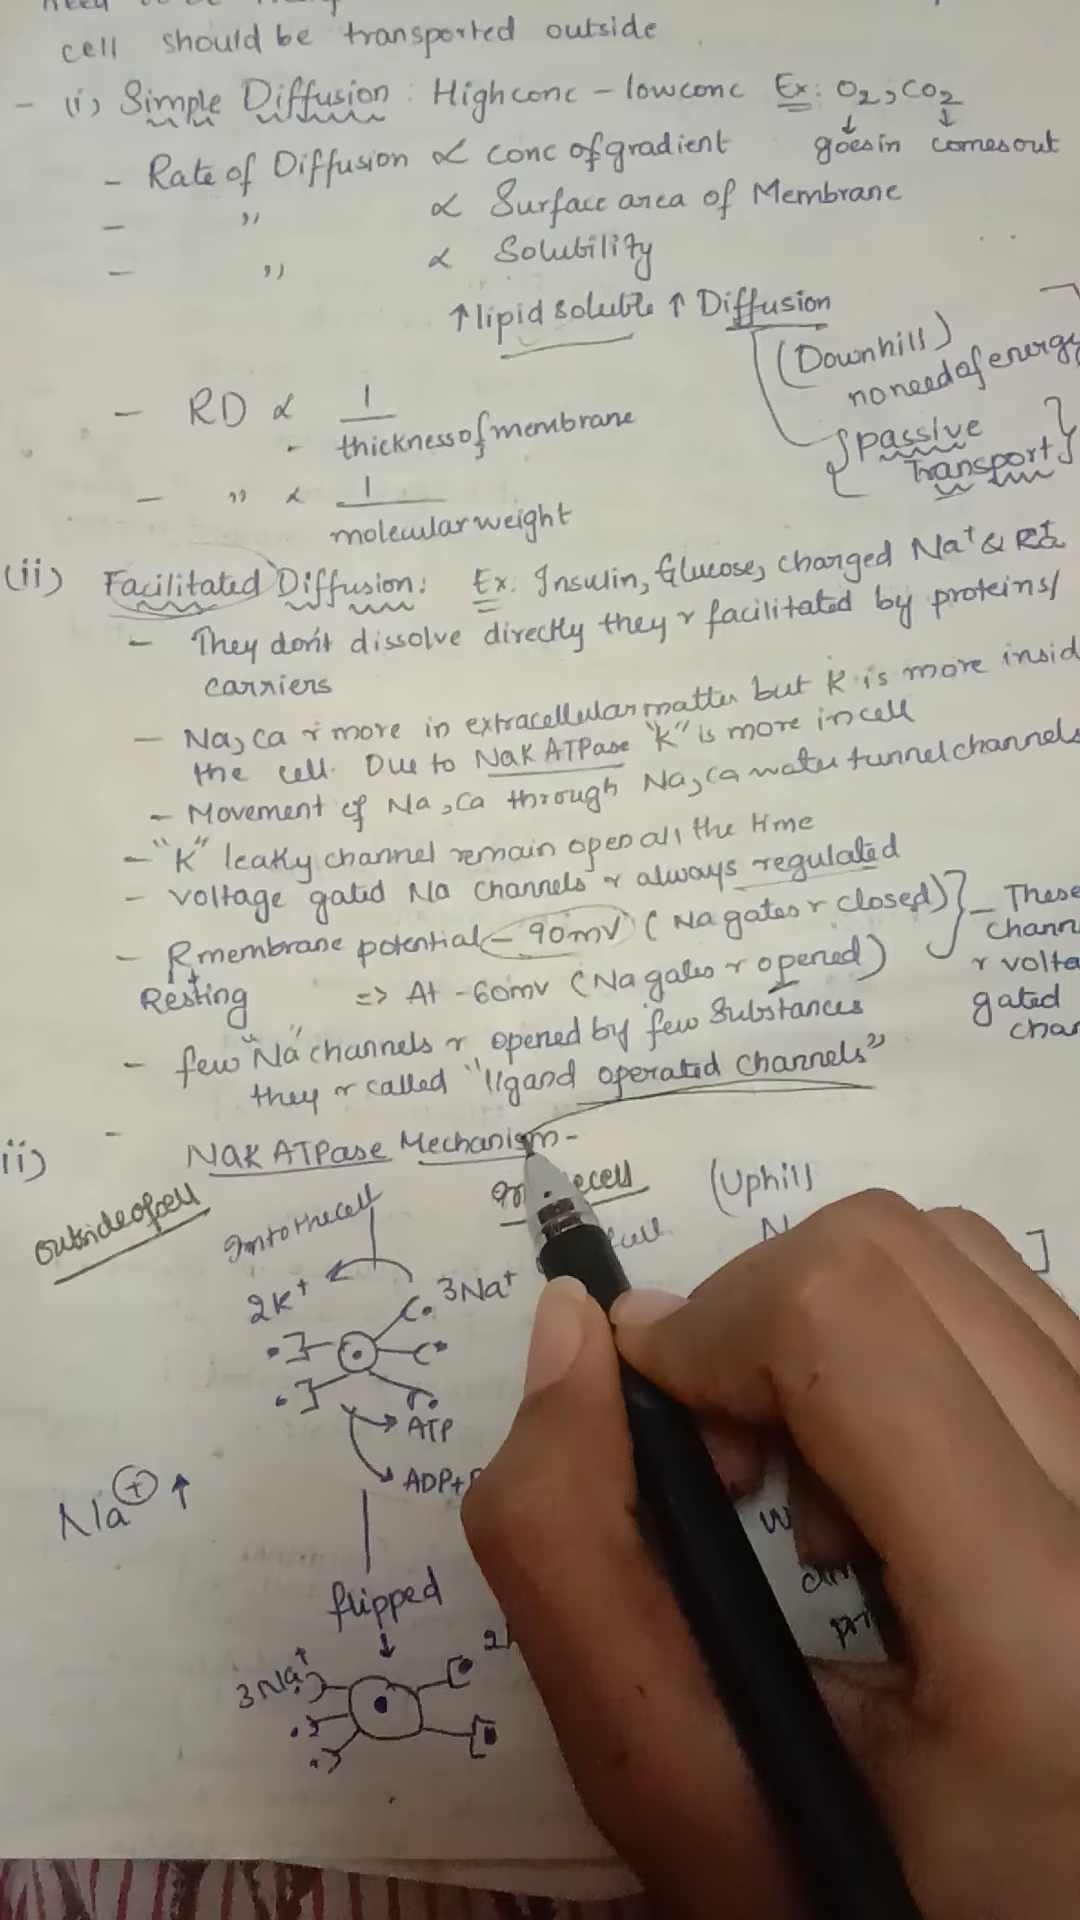 cell should be transported outside
- (i) Simple Diffusion : High conc - low conc Ex: O2, CO2
↓ goes in ↓ comes out
- Rate of Diffusion ∝ conc of gradient
- " ∝ Surface area of Membrane
- " ∝ Solubility
↑ lipid soluble ↑ Diffusion
(Downhill)
no need of energy
Passive
Transport
- RD ∝ 1
thickness of membrane
- " ∝ 1
molecular weight
(ii) Facilitated Diffusion: Ex. Insulin, Glucose, charged Na+ &
- They don't dissolve directly they r facilitated by proteins/
carriers
- Na, Ca r more in extracellular matter but K is more insid
the cell. Due to NaK ATPase "K" is more in cell
- Movement of Na, Ca through Na, Ca water tunnel channels
- "K" leaky channel remain open all the time
- voltage gated Na channels r always regulated
- R membrane potential - 90mV (Na gates r closed)
Resting => At -60mv (Na gates r opened)
- These
chann
r volta
gated
chan
- few "Na" channels r opened by few Substances
they r called "ligand operated channels"
ii) NaK ATPase Mechanism -
outside of cell
Into the cell
cell
(Uphill
2K+
3Na+
→ ATP
ADP+
Na+ ↑
flipped
↓
3Na+
2